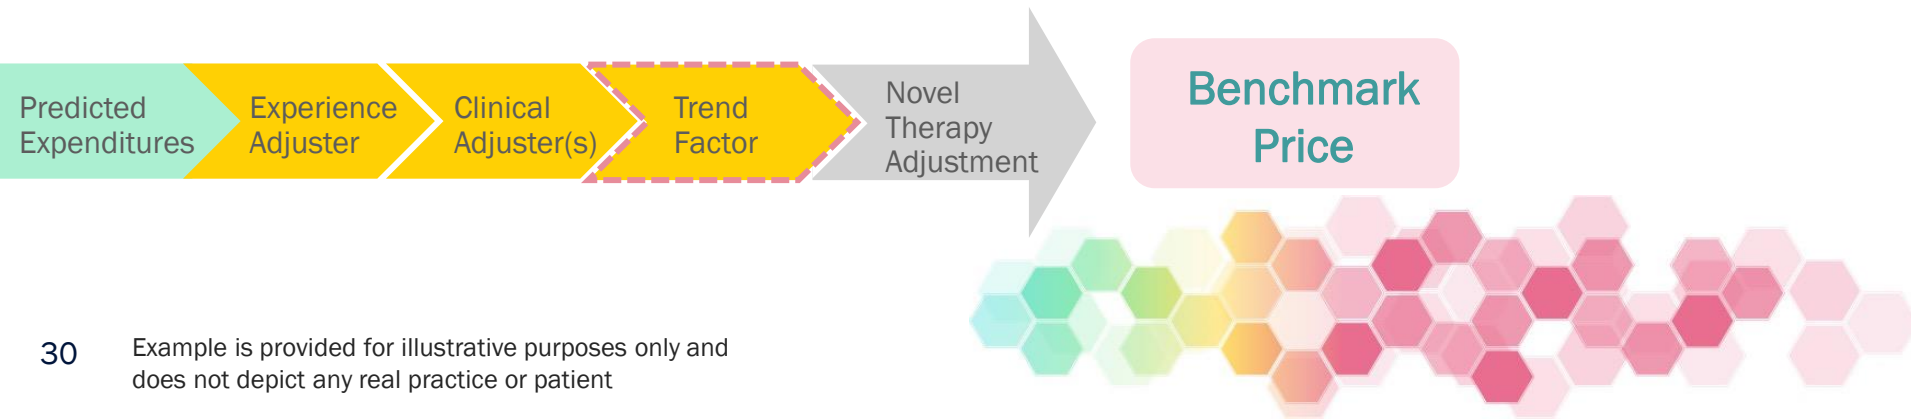 Predicted
Expenditures
Experience
Adjuster
Clinical
Adjuster(s)
Trend
Factor
Novel
Therapy
Adjustment
Benchmark
Price
30
Example is provided for illustrative purposes only and
does not depict any real practice or patient